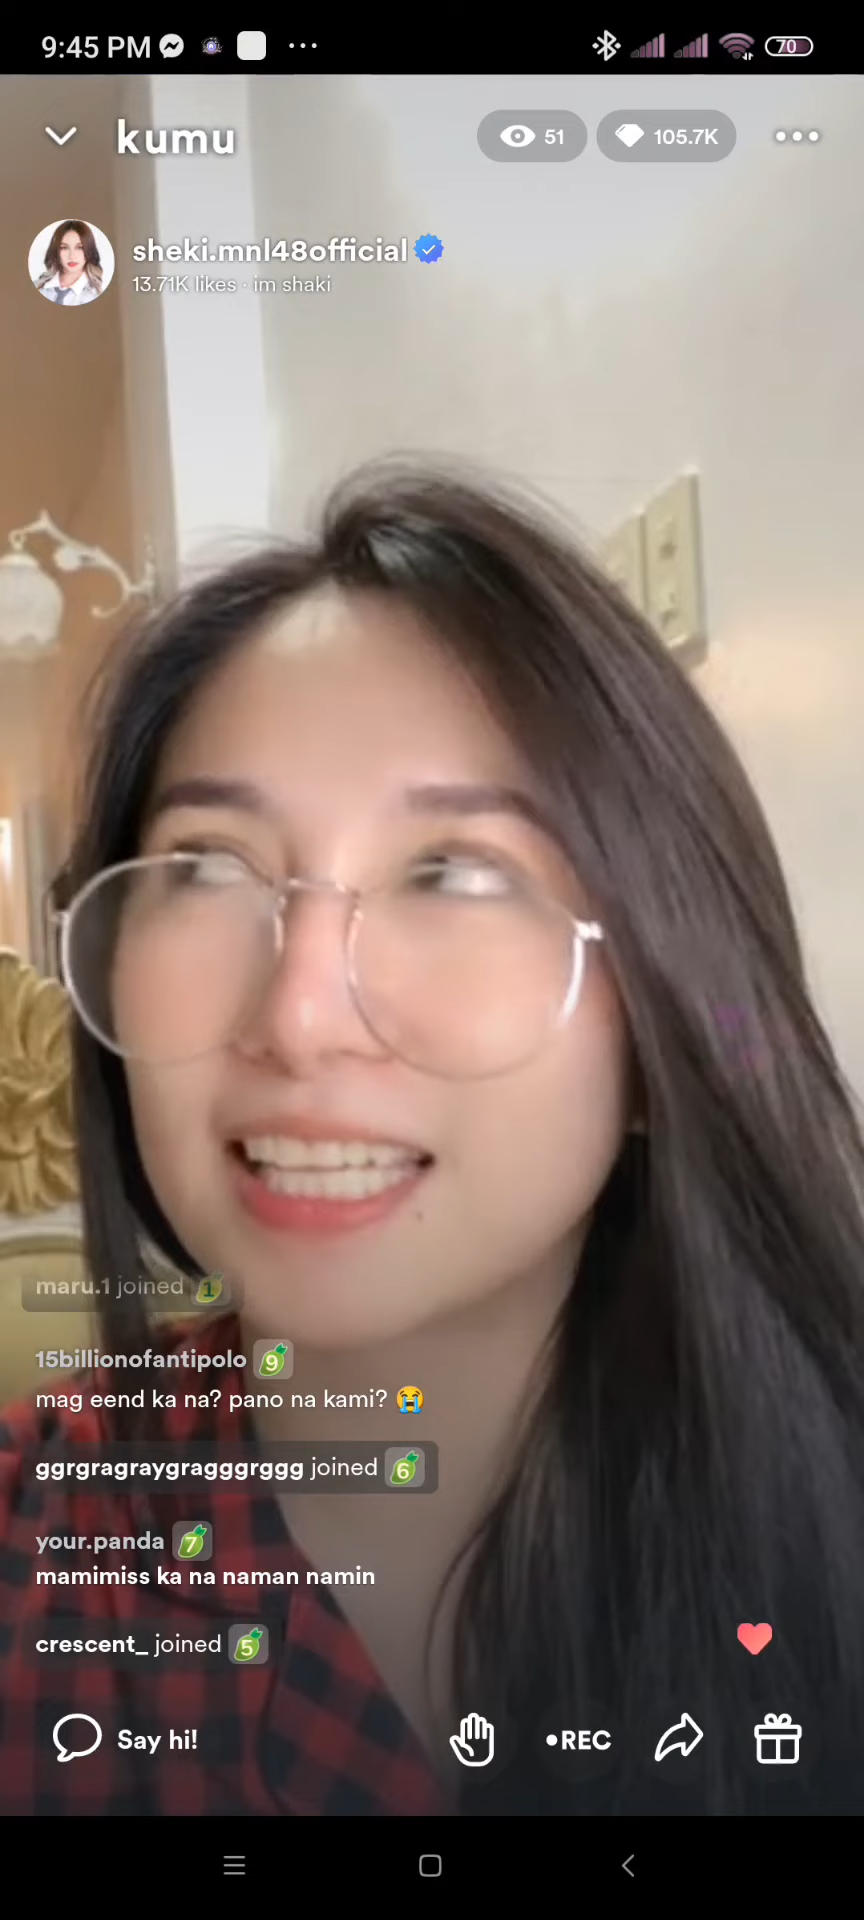 9:45 PM
70
kumu
51
105.7K
sheki.mnl48official
13.71K likes · im shaki
maru.1 joined 1
15billionofantipolo 9
mag eend ka na? pano na kami? 😭
ggrgragraygragggrggg joined 6
your.panda 7
mamimiss ka na naman namin
crescent_ joined 5
Say hi!
•REC